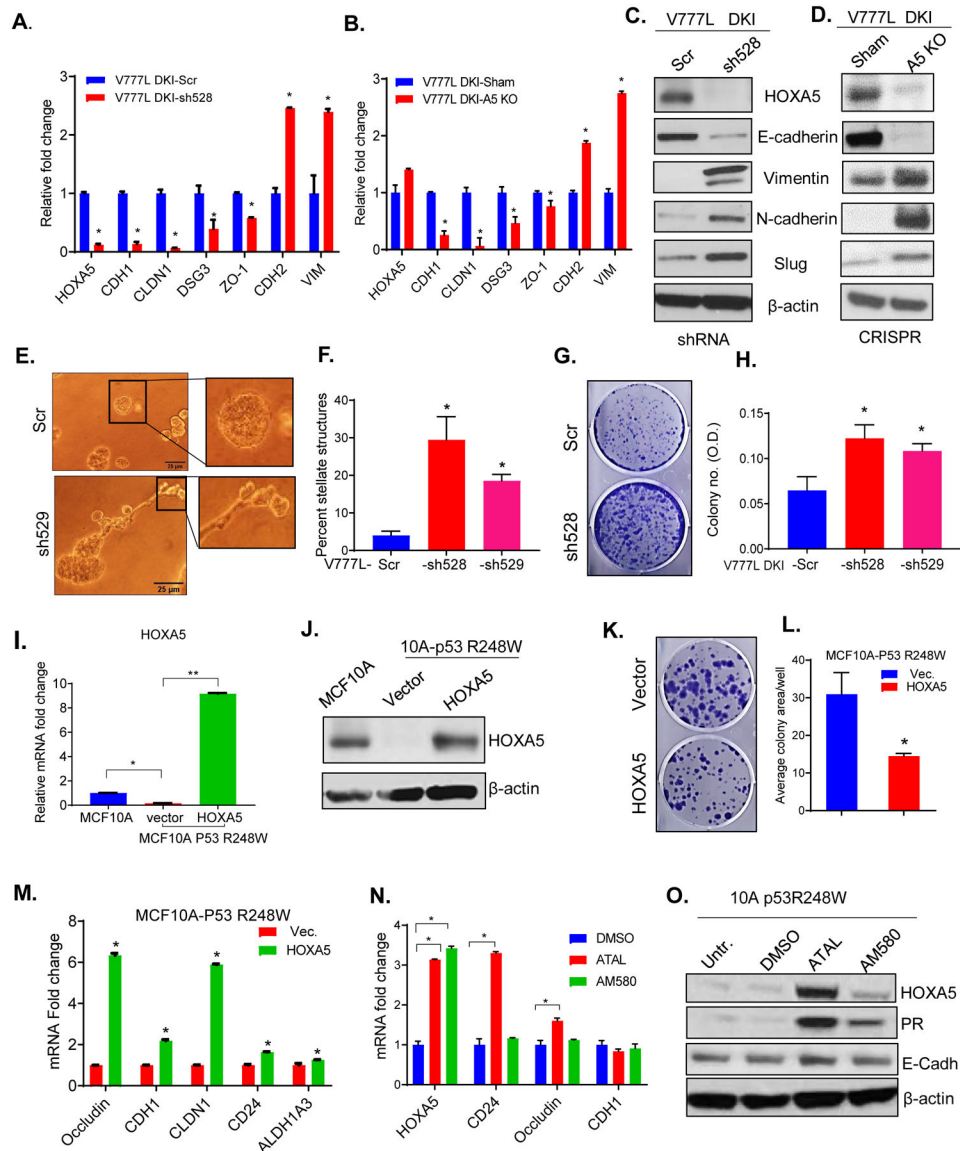 A.
V777L DKI-Scr
V777L DKI-sh528
Relative fold change
3
2
1
0
HOXA5
CDH1
CLDN1
DSG3
ZO-1
CDH2
VIM
* * * * * * *
B.
V777L DKI-Sham
V777L DKI-A5 KO
Relative fold change
3
2
1
0
HOXA5
CDH1
CLDN1
DSG3
ZO-1
CDH2
VIM
* * * * * *
C.
V777L DKI
Scr
sh528
D.
V777L DKI
Sham
A5 KO
HOXA5
E-cadherin
Vimentin
N-cadherin
Slug
β-actin
shRNA
CRISPR
E.
Scr
25 µm
sh529
25 µm
F.
Percent stellate structures
40
30
20
10
0
* *
V777L- Scr -sh528 -sh529
G.
Scr
sh528
H.
Colony no. (O.D.)
0.15
0.10
0.05
0.00
* *
V777L DKI -Scr -sh528 -sh529
I.
HOXA5
Relative mRNA fold change
10
8
6
4
2
0
* **
MCF10A vector HOXA5
MCF10A P53 R248W
J.
10A-p53 R248W
MCF10A
Vector
HOXA5
HOXA5
β-actin
K.
Vector
HOXA5
L.
MCF10A-P53 R248W
Vec.
HOXA5
Average colony area/well
40
30
20
10
0
*
M.
MCF10A-P53 R248W
Vec.
HOXA5
mRNA Fold change
8
6
4
2
0
* * * * *
Occludin
CDH1
CLDN1
CD24
ALDH1A3
N.
DMSO
ATAL
AM580
mRNA fold change
4
3
2
1
0
* * * *
HOXA5
CD24
Occludin
CDH1
O.
10A p53R248W
Untr.
DMSO
ATAL
AM580
HOXA5
PR
E-Cadh
β-actin